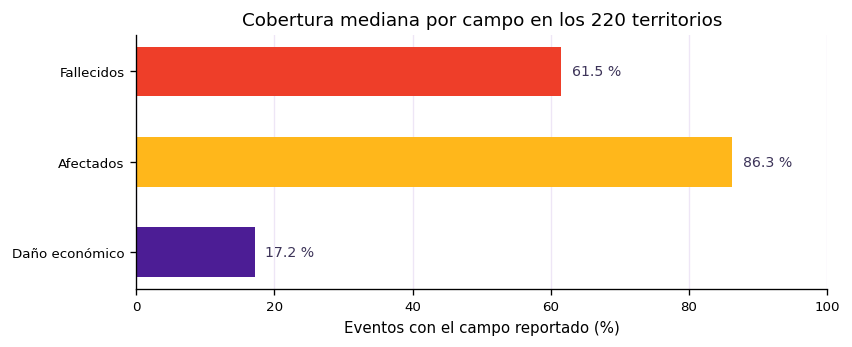 Cobertura mediana por campo en los 220 territorios
Fallecidos
61.5 %
Afectados
86.3 %
Daño económico
17.2 %
0 20 40 60 80 100
Eventos con el campo reportado (%)